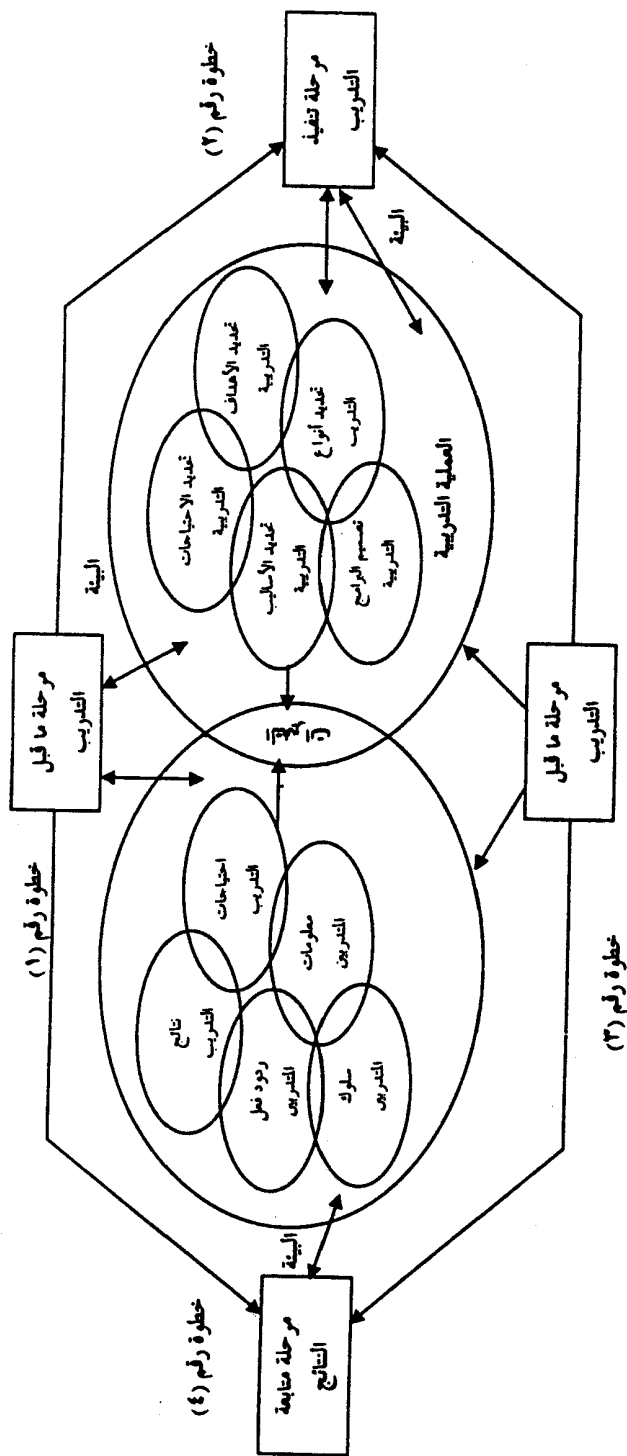 خطوة رقم (١)
مرحلة ما قبل
التدريب
خطوة رقم (٢)
مرحلة تنفيذ
التدريب
البيئة
البيئة
تحديد الاحتياجات
التدريبية
تحديد الأهداف
التدريبية
تحديد الأساليب
التدريبية
تحديد أنواع
التدريب
تصميم البرامج
التدريبية
العملية التدريبية
احتياجات
التدريب
نتائج
التدريب
معلومات
المتدربين
ردود فعل
المتدربين
سلوك
المتدربين
البيئة
خطوة رقم (٤)
مرحلة متابعة
النتائج
خطوة رقم (٣)
مرحلة ما قبل
التدريب